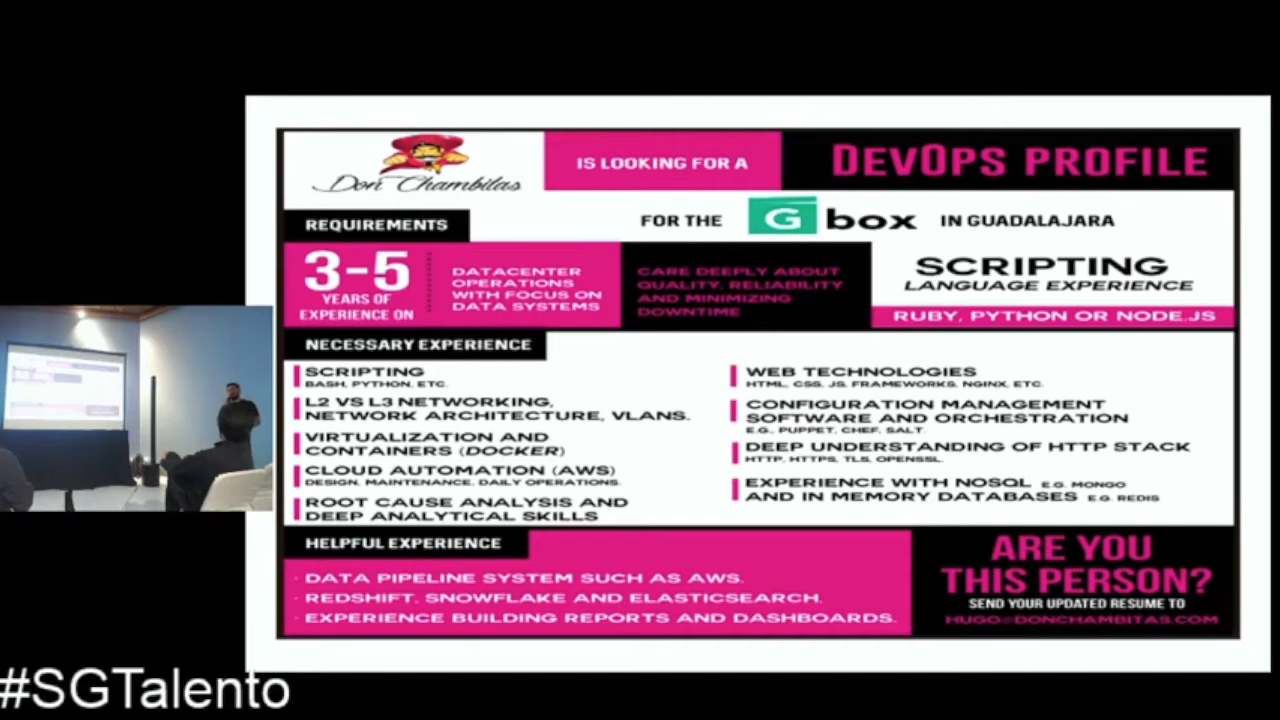 Don Chambitas
IS LOOKING FOR A
DEVOPS PROFILE
FOR THE G box IN GUADALAJARA
REQUIREMENTS
3-5
YEARS OF
EXPERIENCE ON
DATACENTER
OPERATIONS
WITH FOCUS ON
DATA SYSTEMS
CARE DEEPLY ABOUT
QUALITY, RELIABILITY
AND MINIMIZING
DOWNTIME
SCRIPTING
LANGUAGE EXPERIENCE
RUBY, PYTHON OR NODE.JS
NECESSARY EXPERIENCE
SCRIPTING
BASH, PYTHON, ETC.
L2 VS L3 NETWORKING,
NETWORK ARCHITECTURE, VLANS.
VIRTUALIZATION AND
CONTAINERS (DOCKER)
CLOUD AUTOMATION (AWS)
DESIGN, MAINTENANCE, DAILY OPERATIONS.
ROOT CAUSE ANALYSIS AND
DEEP ANALYTICAL SKILLS
WEB TECHNOLOGIES
HTML, CSS, JS, FRAMEWORKS, NGINX, ETC.
CONFIGURATION MANAGEMENT
SOFTWARE AND ORCHESTRATION
E.G., PUPPET, CHEF, SALT.
DEEP UNDERSTANDING OF HTTP STACK
HTTP, HTTPS, TLS, OPENSSL.
EXPERIENCE WITH NOSQL E.G. MONGO
AND IN MEMORY DATABASES E.G. REDIS
HELPFUL EXPERIENCE
· DATA PIPELINE SYSTEM SUCH AS AWS.
· REDSHIFT, SNOWFLAKE AND ELASTICSEARCH.
· EXPERIENCE BUILDING REPORTS AND DASHBOARDS.
ARE YOU
THIS PERSON?
SEND YOUR UPDATED RESUME TO
HUGO@DONCHAMBITAS.COM
#SGTalento